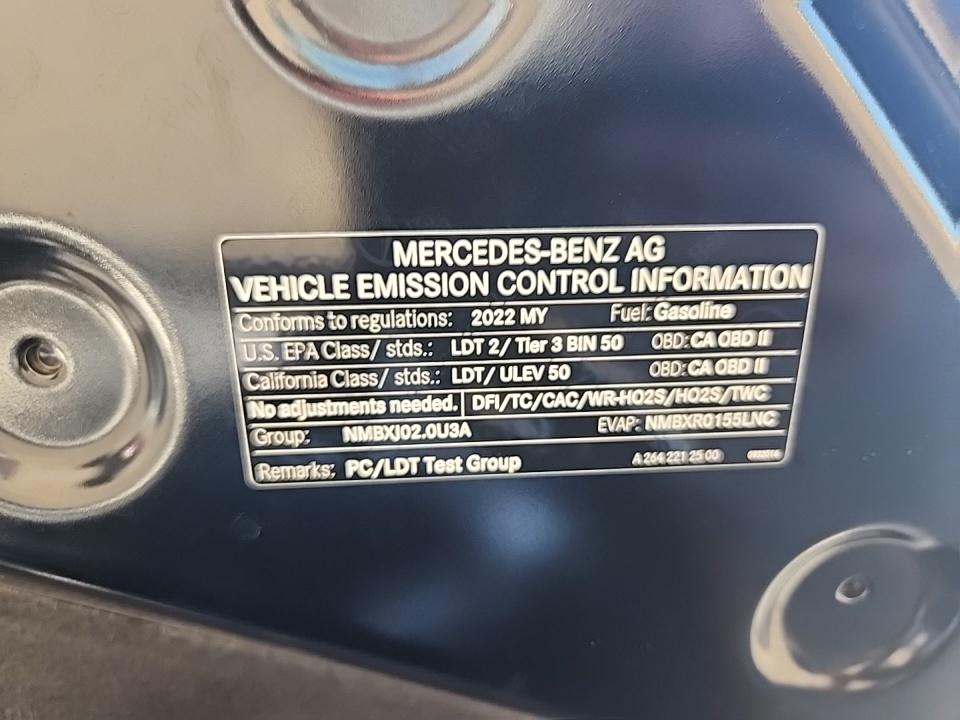 MERCEDES-BENZ AG
VEHICLE EMISSION CONTROL INFORMATION
Conforms to regulations: 2022 MY Fuel: Gasoline
U.S. EPA Class/ stds.: LDT 2/ Tier 3 BIN 50 OBD: CA OBD II
California Class/ stds.: LDT/ ULEV 50 OBD: CA OBD II
No adjustments needed. DFI/TC/CAC/WR-HO2S/HO2S/TWC
Group: NMBXJ02.0U3A EVAP: NMBXR0155LNC
Remarks: PC/LDT Test Group A 264 221 25 00